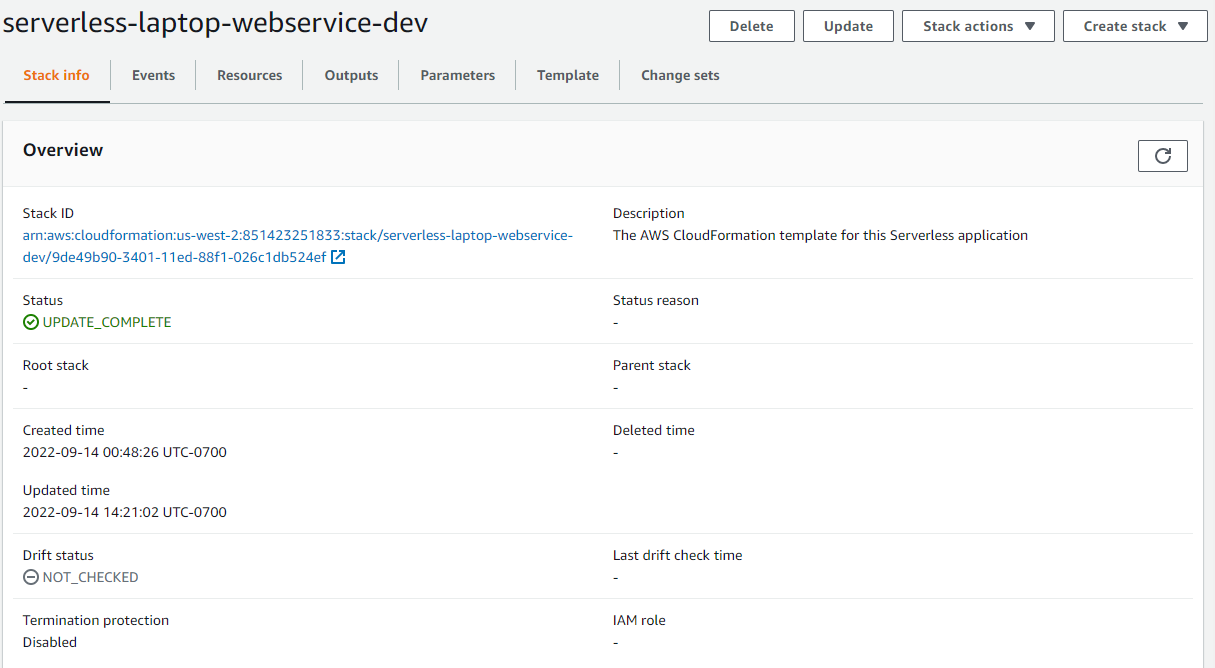 serverless-laptop-webservice-dev
Delete
Update
Stack actions
Create stack
Stack info
Events
Resources
Outputs
Parameters
Template
Change sets
Overview
Stack ID
arn:aws:cloudformation:us-west-2:851423251833:stack/serverless-laptop-webservice-
dev/9de49b90-3401-11ed-88f1-026c1db524ef
Description
The AWS CloudFormation template for this Serverless application
Status
UPDATE_COMPLETE
Status reason
-
Root stack
-
Parent stack
-
Created time
2022-09-14 00:48:26 UTC-0700
Deleted time
-
Updated time
2022-09-14 14:21:02 UTC-0700
Drift status
NOT_CHECKED
Last drift check time
-
Termination protection
Disabled
IAM role
-